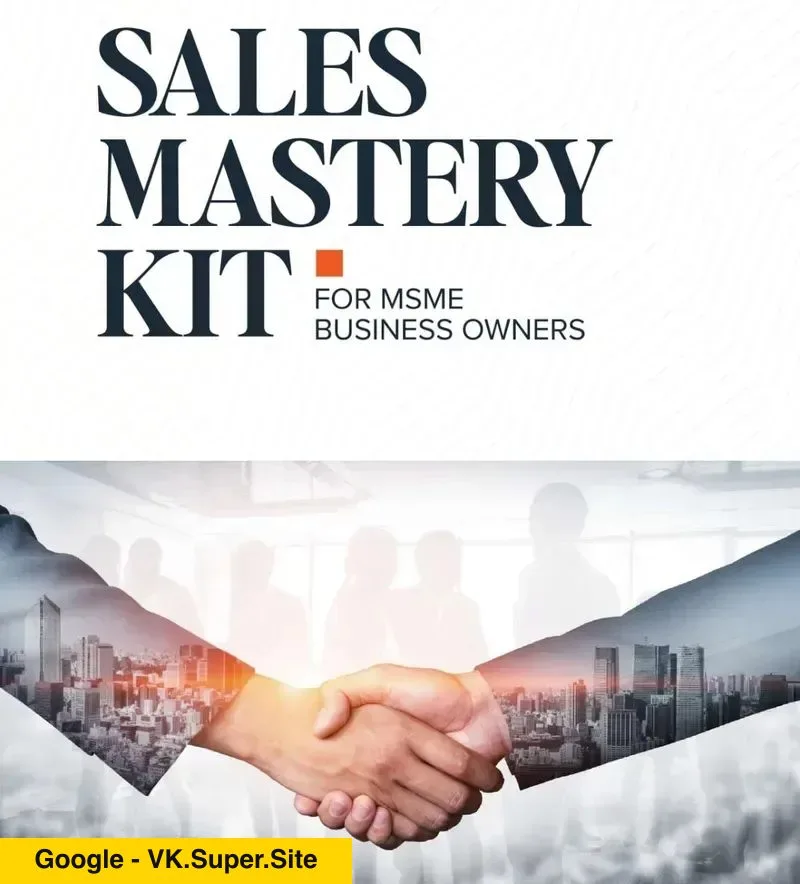 SALES
MASTERY
KIT
FOR MSME
BUSINESS OWNERS
Google - VK.Super.Site